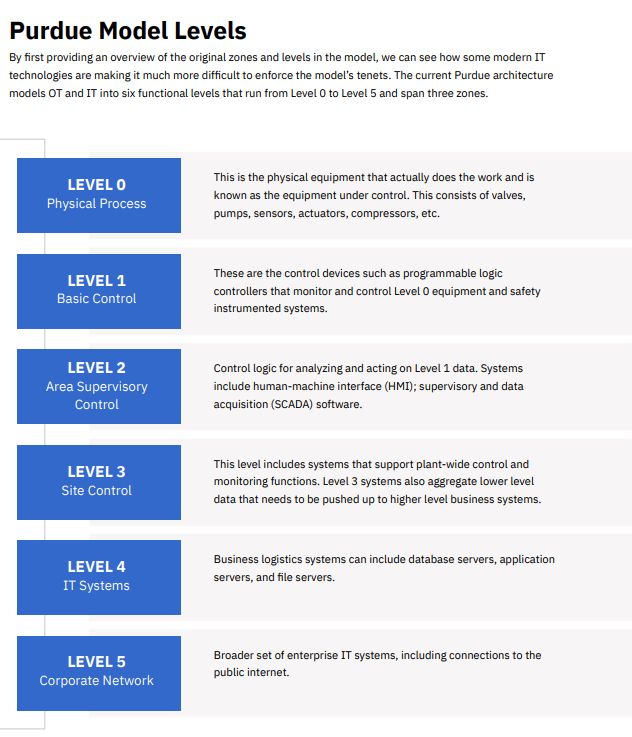 Purdue Model Levels
By first providing an overview of the original zones and levels in the model, we can see how some modern IT
technologies are making it much more difficult to enforce the model’s tenets. The current Purdue architecture
models OT and IT into six functional levels that run from Level 0 to Level 5 and span three zones.
LEVEL 0
Physical Process
This is the physical equipment that actually does the work and is
known as the equipment under control. This consists of valves,
pumps, sensors, actuators, compressors, etc.
LEVEL 1
Basic Control
These are the control devices such as programmable logic
controllers that monitor and control Level 0 equipment and safety
instrumented systems.
LEVEL 2
Area Supervisory
Control
Control logic for analyzing and acting on Level 1 data. Systems
include human-machine interface (HMI); supervisory and data
acquisition (SCADA) software.
LEVEL 3
Site Control
This level includes systems that support plant-wide control and
monitoring functions. Level 3 systems also aggregate lower level
data that needs to be pushed up to higher level business systems.
LEVEL 4
IT Systems
Business logistics systems can include database servers, application
servers, and file servers.
LEVEL 5
Corporate Network
Broader set of enterprise IT systems, including connections to the
public internet.